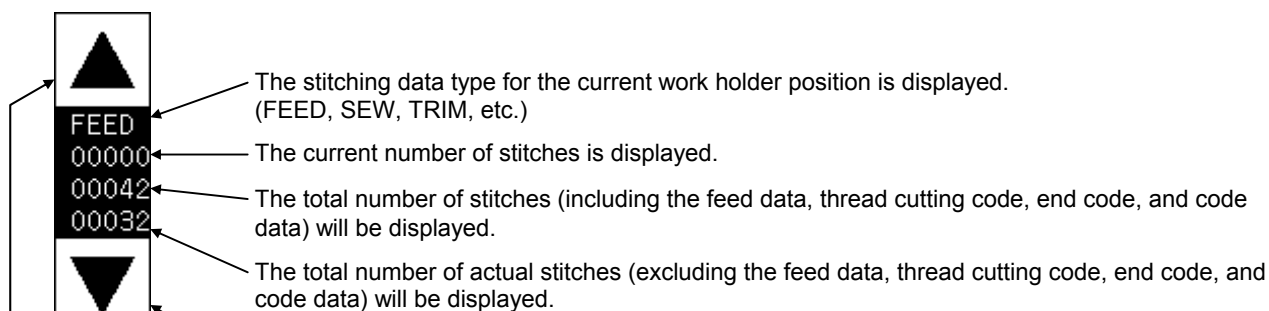 The stitching data type for the current work holder position is displayed.
(FEED, SEW, TRIM, etc.)
FEED
00000
The current number of stitches is displayed.
00042
The total number of stitches (including the feed data, thread cutting code, end code, and code
data) will be displayed.
00032
The total number of actual stitches (excluding the feed data, thread cutting code, end code, and
code data) will be displayed.